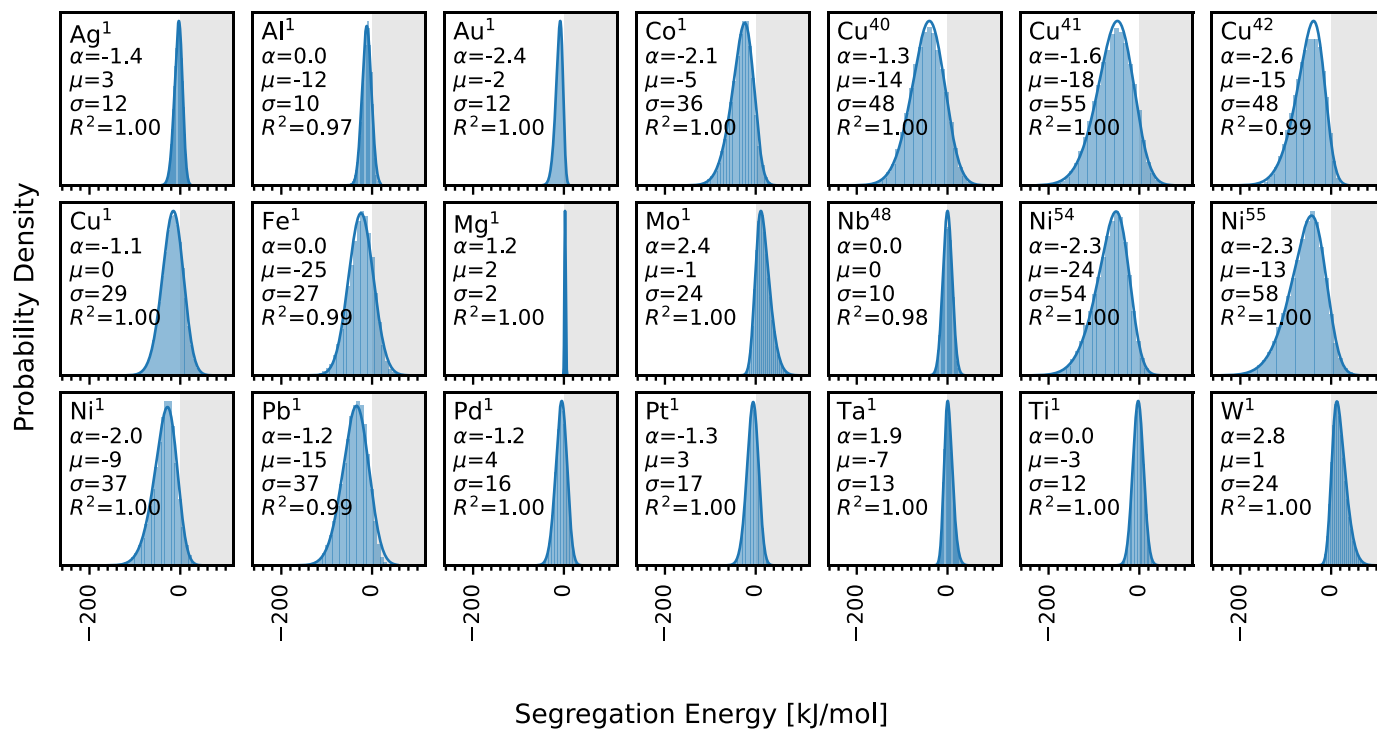 Probability Density
Ag¹
α=-1.4
μ=3
σ=12
R²=1.00
Al¹
α=0.0
μ=-12
σ=10
R²=0.97
Au¹
α=-2.4
μ=-2
σ=12
R²=1.00
Co¹
α=-2.1
μ=-5
σ=36
R²=1.00
Cu⁴⁰
α=-1.3
μ=-14
σ=48
R²=1.00
Cu⁴¹
α=-1.6
μ=-18
σ=55
R²=1.00
Cu⁴²
α=-2.6
μ=-15
σ=48
R²=0.99
Cu¹
α=-1.1
μ=0
σ=29
R²=1.00
Fe¹
α=0.0
μ=-25
σ=27
R²=0.99
Mg¹
α=1.2
μ=2
σ=2
R²=1.00
Mo¹
α=2.4
μ=-1
σ=24
R²=1.00
Nb⁴⁸
α=0.0
μ=0
σ=10
R²=0.98
Ni⁵⁴
α=-2.3
μ=-24
σ=54
R²=1.00
Ni⁵⁵
α=-2.3
μ=-13
σ=58
R²=1.00
Ni¹
α=-2.0
μ=-9
σ=37
R²=1.00
Pb¹
α=-1.2
μ=-15
σ=37
R²=0.99
Pd¹
α=-1.2
μ=4
σ=16
R²=1.00
Pt¹
α=-1.3
μ=3
σ=17
R²=1.00
Ta¹
α=1.9
μ=-7
σ=13
R²=1.00
Ti¹
α=0.0
μ=-3
σ=12
R²=1.00
W¹
α=2.8
μ=1
σ=24
R²=1.00
−200
0
−200
0
−200
0
−200
0
−200
0
−200
0
−200
0
Segregation Energy [kJ/mol]